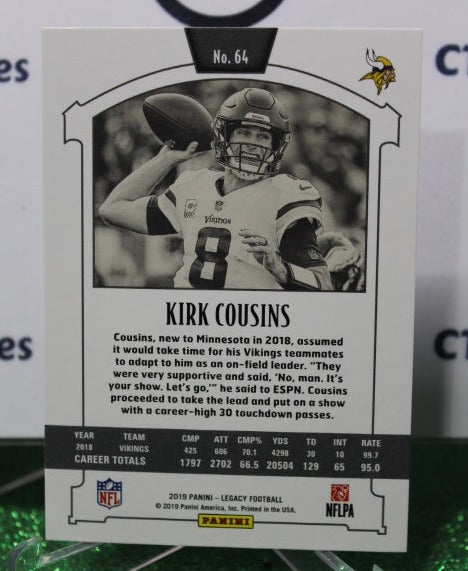 No. 64
CT
es
CT
es
CT
VIKINGS
8
8
KIRK COUSINS
Cousins, new to Minnesota in 2018, assumed
it would take time for his Vikings teammates
to adapt to him as an on-field leader. "They
were very supportive and said, 'No, man. It's
your show. Let's go,'" he said to ESPN. Cousins
proceeded to take the lead and put on a show
with a career-high 30 touchdown passes.
YEAR TEAM CMP ATT CMP% YDS TD INT RATE
2018 VIKINGS 425 606 70.1 4298 30 10 99.7
CAREER TOTALS 1797 2702 66.5 20504 129 65 95.0
NFL
2019 PANINI - LEGACY FOOTBALL
© 2019 Panini America, Inc. Printed in the USA.
PANINI
NFLPA